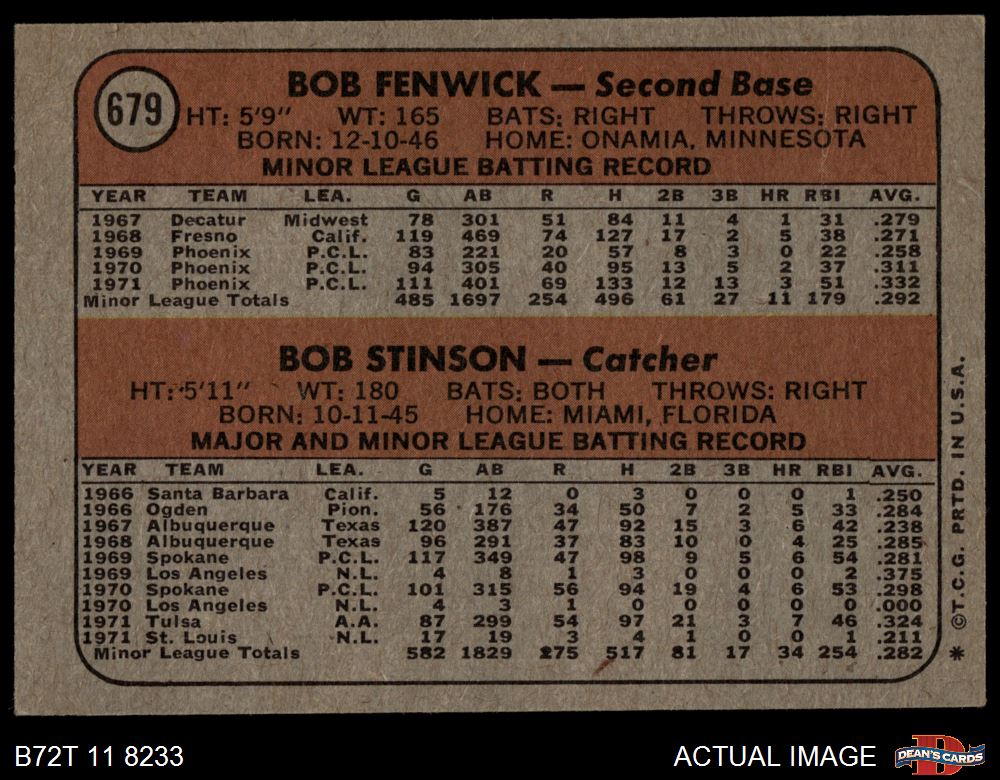 679
BOB FENWICK — Second Base
HT: 5'9" WT: 165 BATS: RIGHT THROWS: RIGHT
BORN: 12-10-46 HOME: ONAMIA, MINNESOTA
MINOR LEAGUE BATTING RECORD
YEAR TEAM LEA. G AB R H 2B 3B HR RBI AVG.
1967 Decatur Midwest 78 301 51 84 11 4 1 31 .279
1968 Fresno Calif. 119 469 74 127 17 2 5 38 .271
1969 Phoenix P.C.L. 83 221 20 57 8 3 0 22 .258
1970 Phoenix P.C.L. 94 305 40 95 13 5 2 37 .311
1971 Phoenix P.C.L. 111 401 69 133 12 13 3 51 .332
Minor League Totals 485 1697 254 496 61 27 11 179 .292
BOB STINSON — Catcher
HT: 5'11" WT: 180 BATS: BOTH THROWS: RIGHT
BORN: 10-11-45 HOME: MIAMI, FLORIDA
MAJOR AND MINOR LEAGUE BATTING RECORD
YEAR TEAM LEA. G AB R H 2B 3B HR RBI AVG.
1966 Santa Barbara Calif. 5 12 0 3 0 0 0 1 .250
1966 Ogden Pion. 56 176 34 50 7 2 5 33 .284
1967 Albuquerque Texas 120 387 47 92 15 3 6 42 .238
1968 Albuquerque Texas 96 291 37 83 10 0 4 25 .285
1969 Spokane P.C.L. 117 349 47 98 9 5 6 54 .281
1969 Los Angeles N.L. 4 8 1 3 0 0 0 2 .375
1970 Spokane P.C.L. 101 315 56 94 19 4 6 53 .298
1970 Los Angeles N.L. 4 3 1 0 0 0 0 0 .000
1971 Tulsa A.A. 87 299 54 97 21 3 7 46 .324
1971 St. Louis N.L. 17 19 3 4 1 0 0 1 .211
Minor League Totals 582 1829 275 517 81 17 34 254 .282
* ©T.C.G. PRTD. IN U.S.A.
B72T 11 8233
ACTUAL IMAGE
DEAN'S CARDS